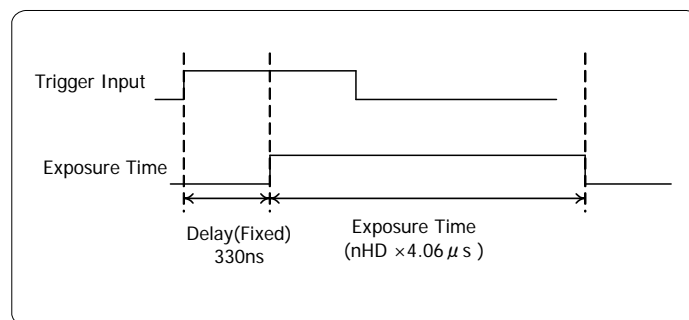 Trigger Input
Exposure Time
Delay(Fixed)
330ns
Exposure Time
(nHD ×4.06μs)